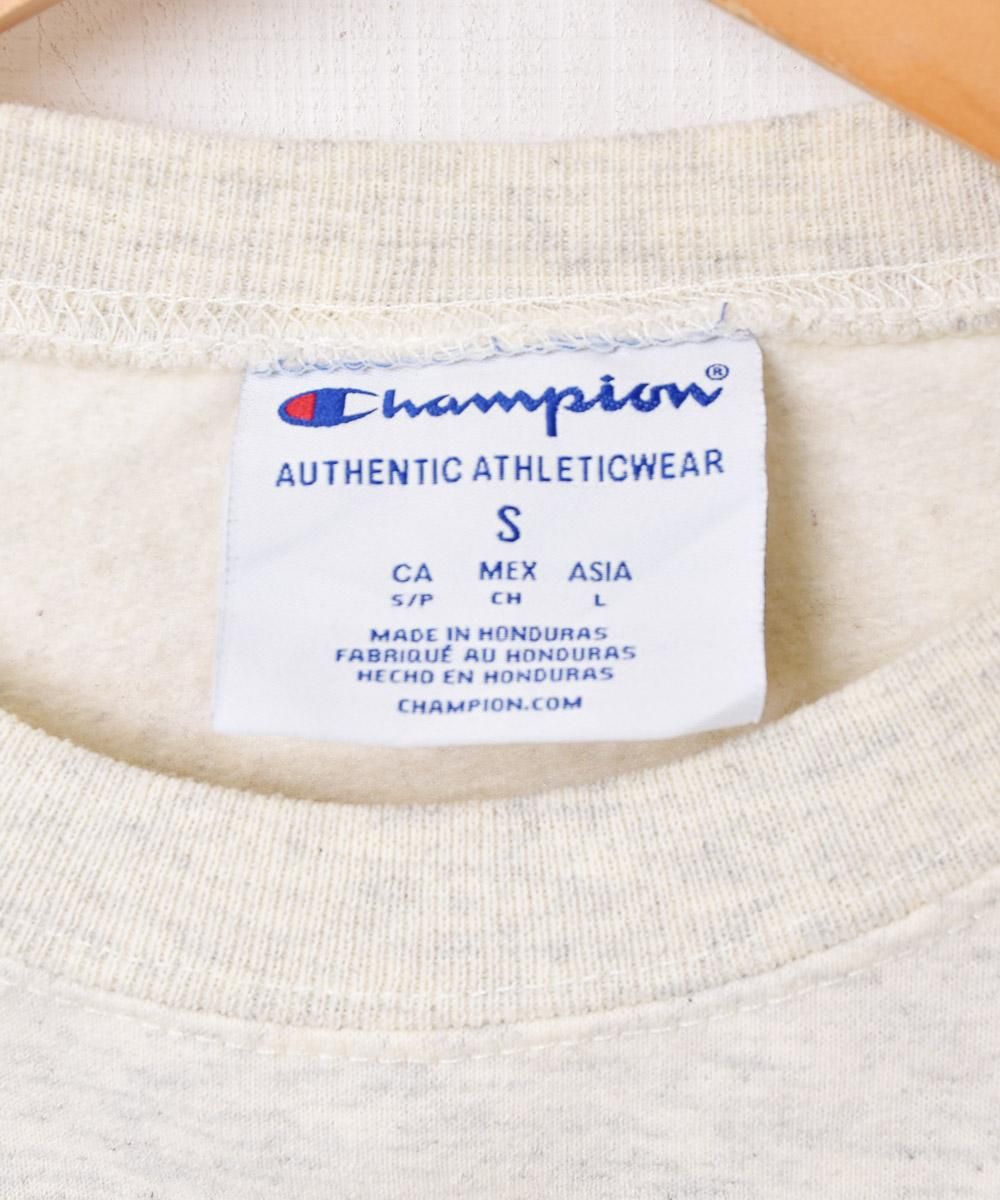 Champion®
AUTHENTIC ATHLETICWEAR
S
CA MEX ASIA
S/P CH L
MADE IN HONDURAS
FABRIQUÉ AU HONDURAS
HECHO EN HONDURAS
CHAMPION.COM